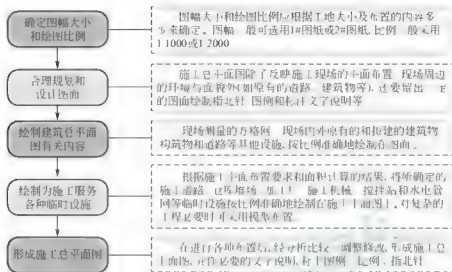 确定图幅大小
和绘图比例
图幅大小和绘图比例应根据工地大小及布置的内容多
来确定。图幅一般可选用1#图纸或2#图纸,比例一般采用
1:1000或1:2000
合理规划和
设计图面
施工总平面图除了反映施工现场的平面布置 现场周边
的环境与面貌外(如原有的道路 建筑物等),还要留出
的图面绘制指北针 图例和标注文字说明等
绘制建筑总平面
图有关内容
现场测量的方格网 现场内外原有的和拟建的建筑物
构筑物和道路等其他设施,按比例准确地绘制在图面
绘制为施工服务
各种临时设施
根据施工平面布置要求和面积计算的结果,将所确定的
施工道路 仓库堆场 施工机械 搅拌站和水电管
网等临时设施按比例准确地绘制在施工平面图上,对复杂的
工程必要时可采用模型布置
形成施工总平面图
在进行各项布置后,经分析比较 调整修改,形成施工总
平面图,并作必要的文字说明,标上图例 比例 指北针